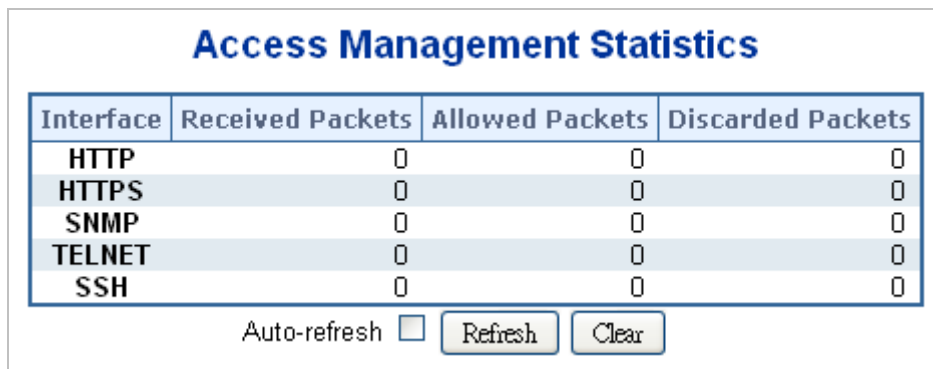 Access Management Statistics
Interface Received Packets Allowed Packets Discarded Packets
HTTP 0 0 0
HTTPS 0 0 0
SNMP 0 0 0
TELNET 0 0 0
SSH 0 0 0
Auto-refresh Refresh Clear